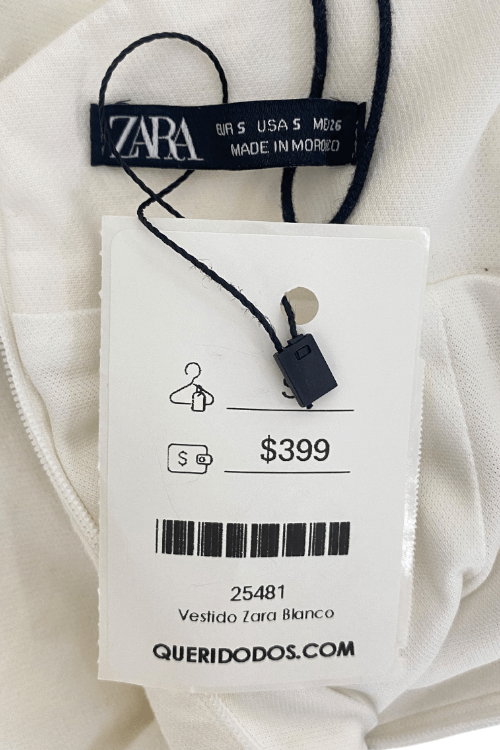 ZARA
EUR S USA S MEX 26
MADE IN MOROCCO
$
$399
25481
Vestido Zara Blanco
QUERIDODOS.COM